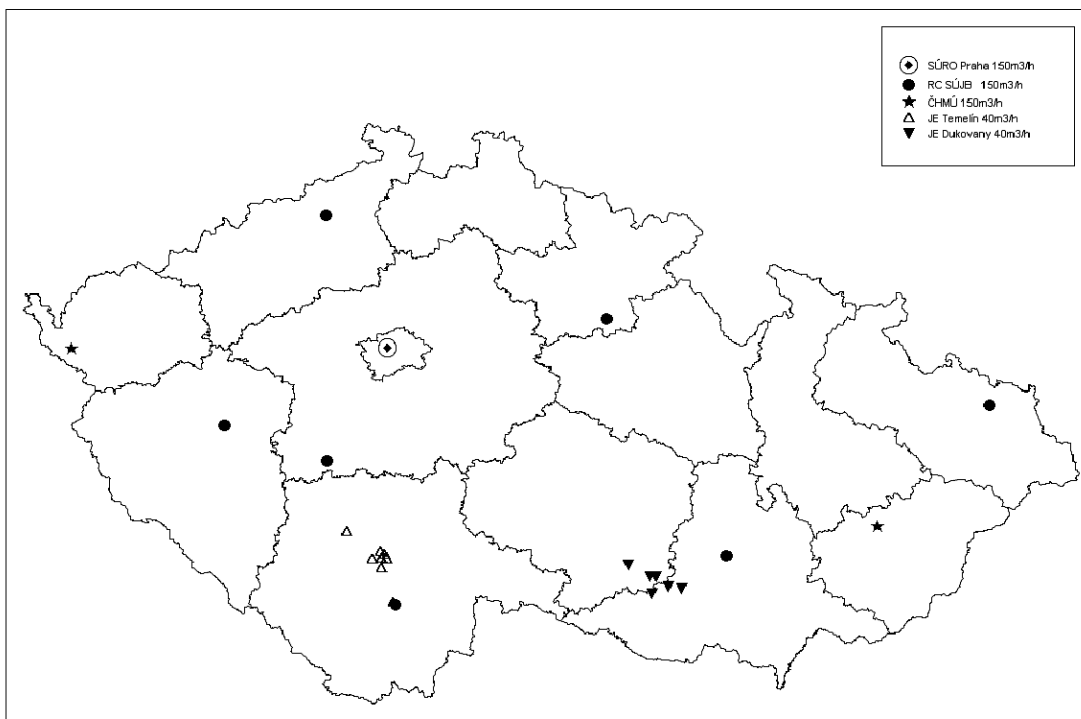 SÚRO Praha 150m3/h
RC SÚJB 150m3/h
ČHMÚ 150m3/h
JE Temelín 40m3/h
JE Dukovany 40m3/h